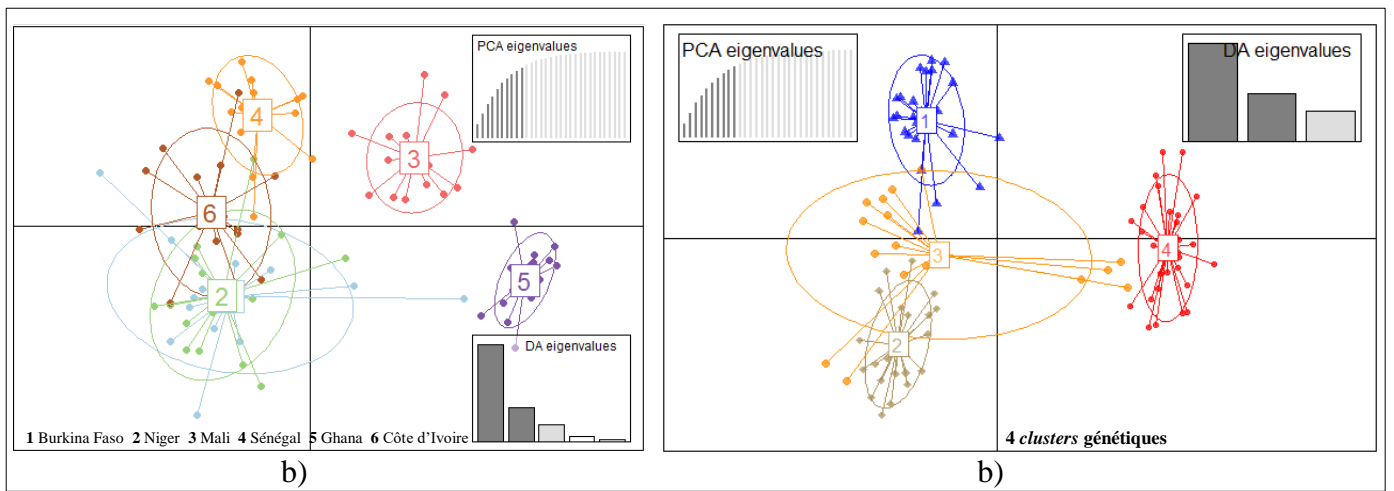 PCA eigenvalues
4
3
6
5
2
DA eigenvalues
1 Burkina Faso 2 Niger 3 Mali 4 Sénégal 5 Ghana 6 Côte d'Ivoire
b)
PCA eigenvalues
DA eigenvalues
1
3
4
2
4 clusters génétiques
b)